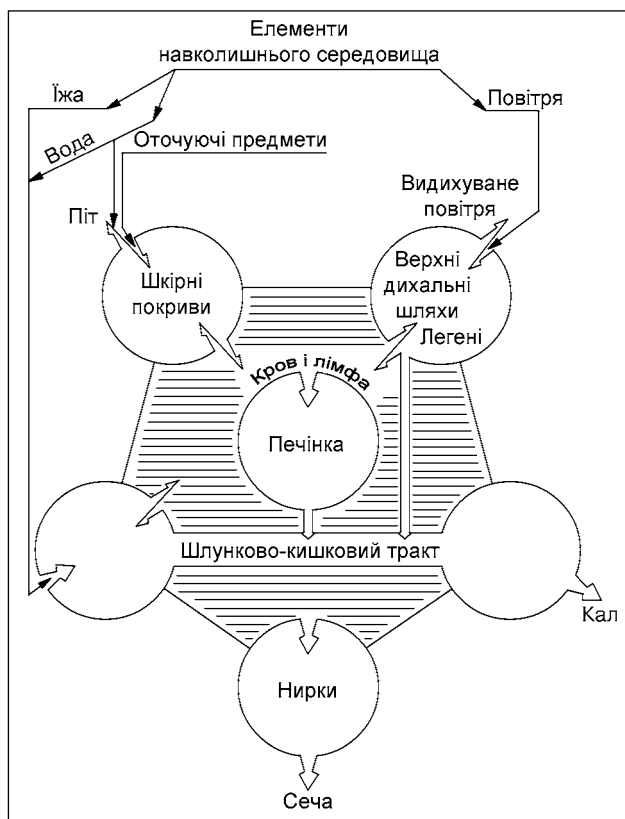 Елементи
навколишнього середовища
Їжа
Повітря
Вода
Оточуючі предмети
Видихуване
повітря
Піт
Шкірні
покриви
Верхні
дихальні
шляхи
Легені
Кров і лімфа
Печінка
Шлунково-кишковий тракт
Кал
Нирки
Сеча